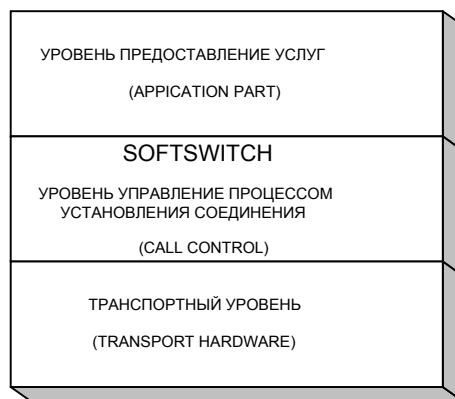 УРОВЕНЬ ПРЕДОСТАВЛЕНИЕ УСЛУГ
(APPICATION PART)
SOFTSWITCH
УРОВЕНЬ УПРАВЛЕНИЕ ПРОЦЕССОМ
УСТАНОВЛЕНИЯ СОЕДИНЕНИЯ
(CALL CONTROL)
ТРАНСПОРТНЫЙ УРОВЕНЬ
(TRANSPORT HARDWARE)